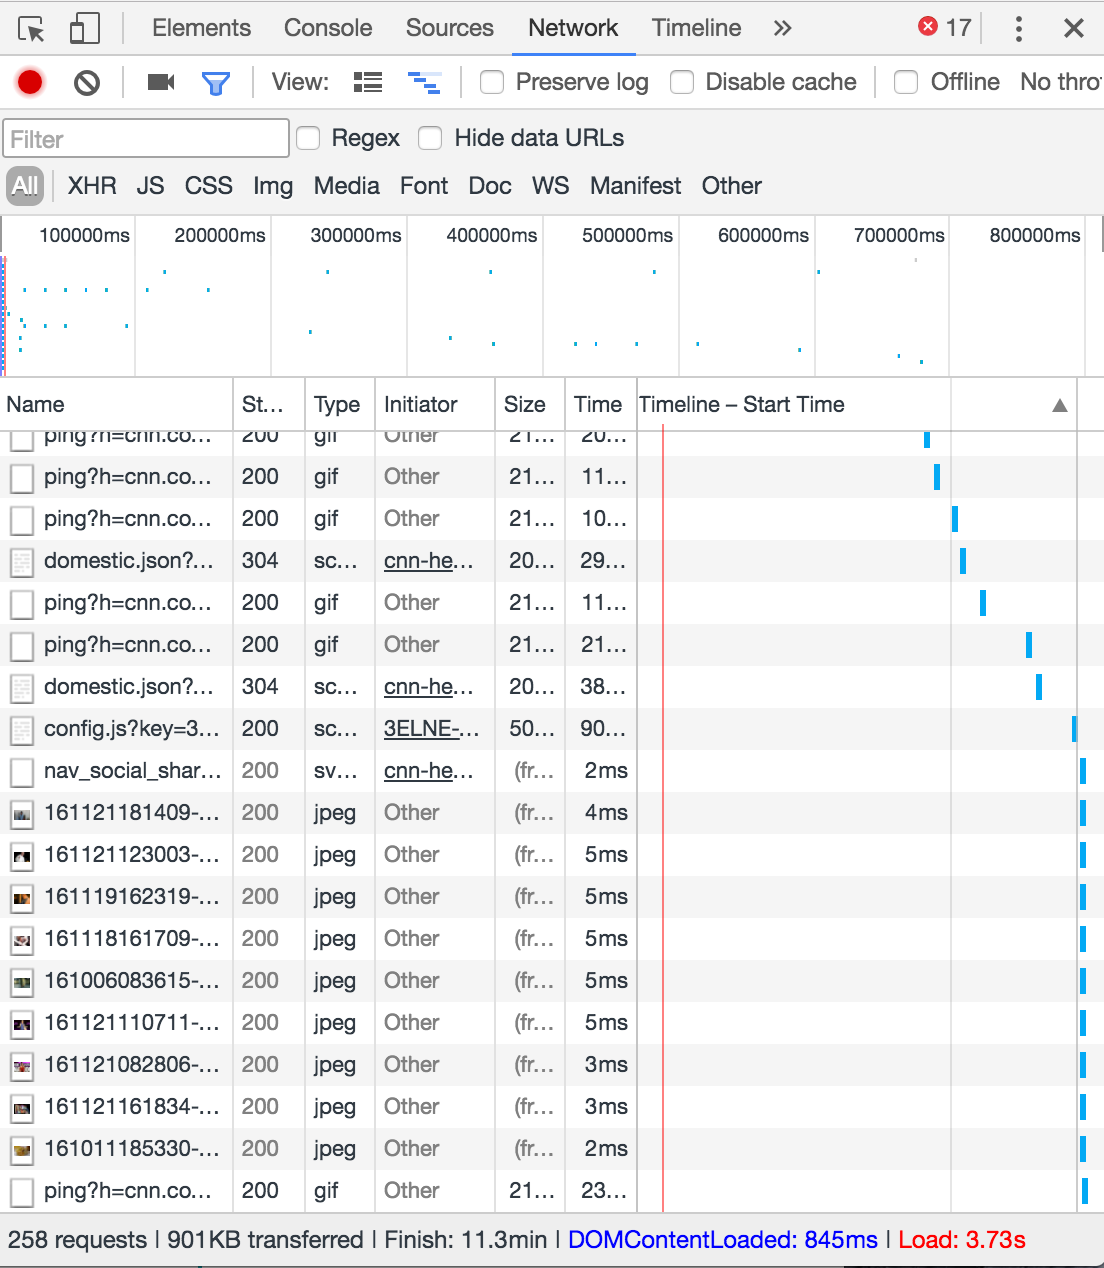 Elements Console Sources Network Timeline » 17
View: Preserve log Disable cache Offline No thro
Filter Regex Hide data URLs
All XHR JS CSS Img Media Font Doc WS Manifest Other
100000ms 200000ms 300000ms 400000ms 500000ms 600000ms 700000ms 800000ms
Name St... Type Initiator Size Time Timeline – Start Time
ping?h=cnn.co... 200 gif Other 21... 20...
ping?h=cnn.co... 200 gif Other 21... 11...
ping?h=cnn.co... 200 gif Other 21... 10...
domestic.json?... 304 sc... cnn-he... 20... 29...
ping?h=cnn.co... 200 gif Other 21... 11...
ping?h=cnn.co... 200 gif Other 21... 21...
domestic.json?... 304 sc... cnn-he... 20... 38...
config.js?key=3... 200 sc... 3ELNE-... 50... 90...
nav_social_shar... 200 sv... cnn-he... (fr... 2ms
161121181409-... 200 jpeg Other (fr... 4ms
161121123003-... 200 jpeg Other (fr... 5ms
161119162319-... 200 jpeg Other (fr... 5ms
161118161709-... 200 jpeg Other (fr... 5ms
161006083615-... 200 jpeg Other (fr... 5ms
161121110711-... 200 jpeg Other (fr... 5ms
161121082806-... 200 jpeg Other (fr... 3ms
161121161834-... 200 jpeg Other (fr... 3ms
161011185330-... 200 jpeg Other (fr... 2ms
ping?h=cnn.co... 200 gif Other 21... 23...
258 requests | 901KB transferred | Finish: 11.3min | DOMContentLoaded: 845ms | Load: 3.73s